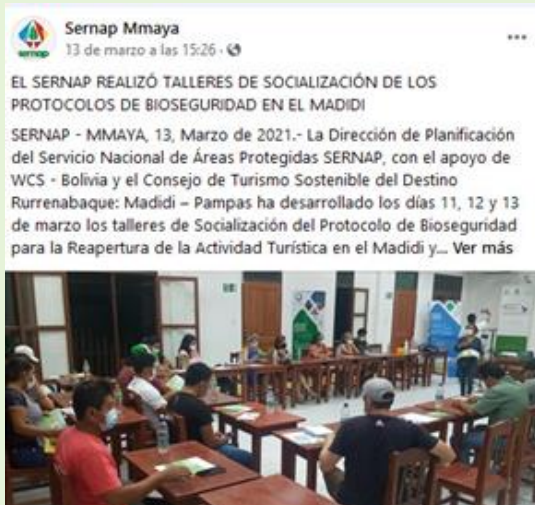 Sernap Mmaya
sernap
13 de marzo a las 15:26 ·
EL SERNAP REALIZÓ TALLERES DE SOCIALIZACIÓN DE LOS
PROTOCOLOS DE BIOSEGURIDAD EN EL MADIDI
SERNAP - MMAYA, 13, Marzo de 2021.- La Dirección de Planificación
del Servicio Nacional de Áreas Protegidas SERNAP, con el apoyo de
WCS - Bolivia y el Consejo de Turismo Sostenible del Destino
Rurrenabaque: Madidi – Pampas ha desarrollado los días 11, 12 y 13
de marzo los talleres de Socialización del Protocolo de Bioseguridad
para la Reapertura de la Actividad Turística en el Madidi y... Ver más